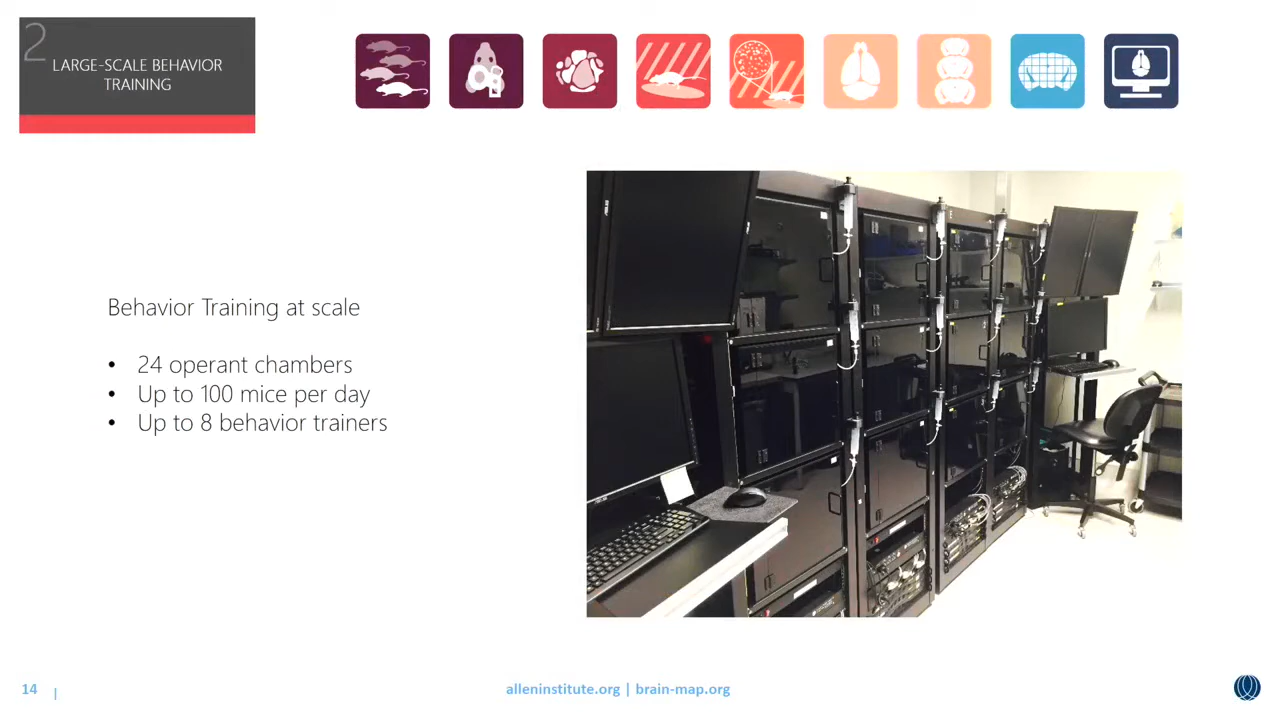 2
LARGE-SCALE BEHAVIOR
TRAINING
Behavior Training at scale
• 24 operant chambers
• Up to 100 mice per day
• Up to 8 behavior trainers
14 |
alleninstitute.org | brain-map.org